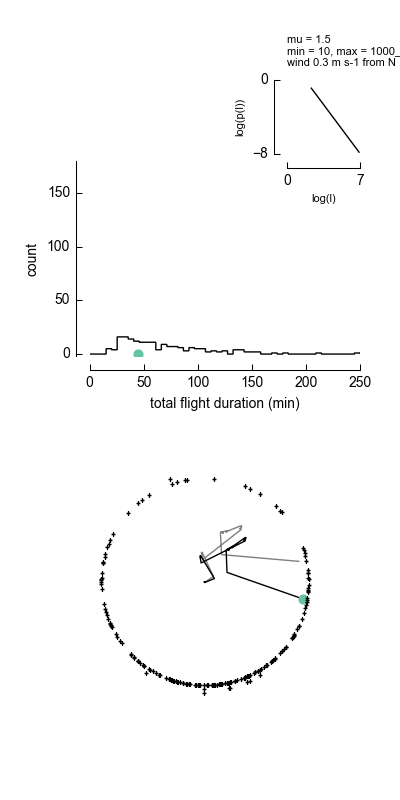 mu = 1.5
min = 10, max = 1000_
wind 0.3 m s-1 from N
0
log(p(l))
−8
0 7
log(l)
150
count
100
50
0
0 50 100 150 200 250
total flight duration (min)